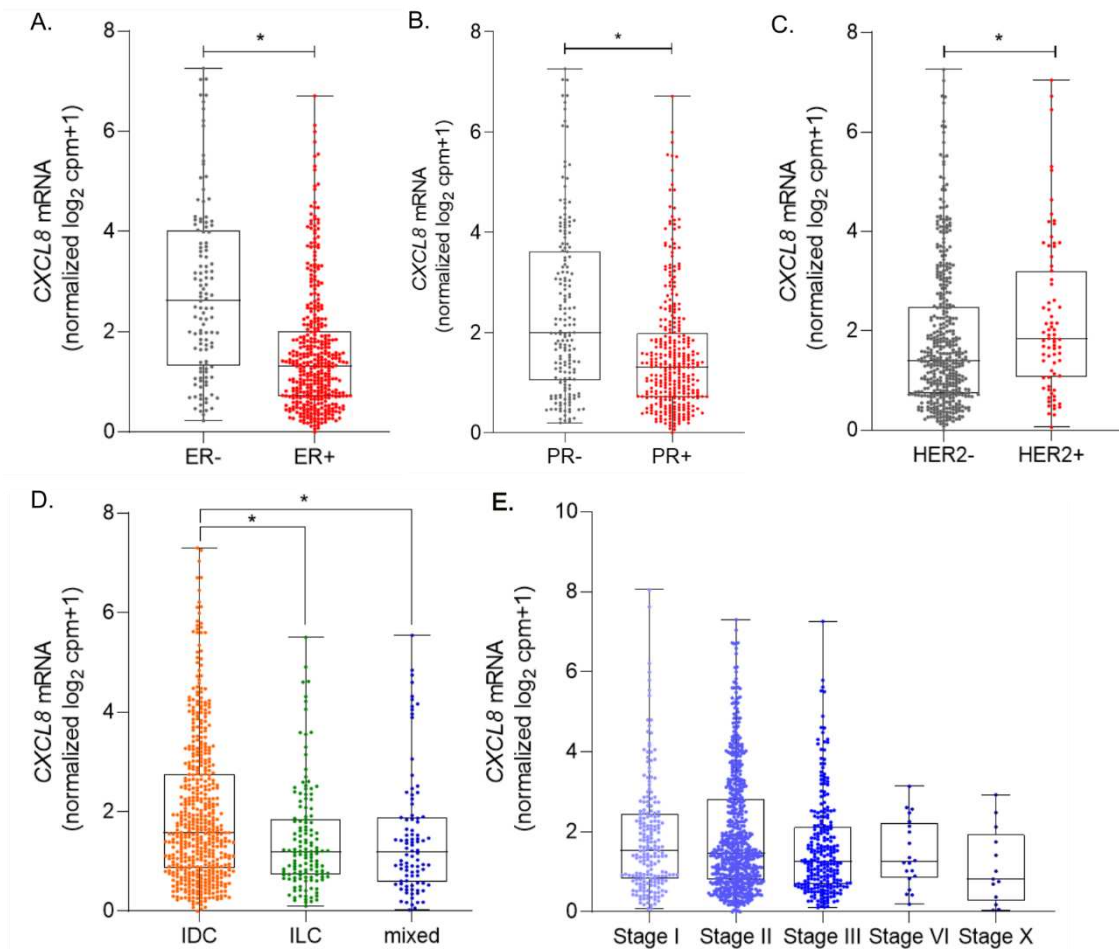 A.
*
8
6
4
2
0
CXCL8 mRNA
(normalized log2 cpm+1)
ER-
ER+
B.
*
8
6
4
2
0
CXCL8 mRNA
(normalized log2 cpm+1)
PR-
PR+
C.
*
8
6
4
2
0
CXCL8 mRNA
(normalized log2 cpm+1)
HER2-
HER2+
D.
*
*
8
6
4
2
0
CXCL8 mRNA
(normalized log2 cpm+1)
IDC
ILC
mixed
E.
10
8
6
4
2
0
CXCL8 mRNA
(normalized log2 cpm+1)
Stage I
Stage II
Stage III
Stage VI
Stage X